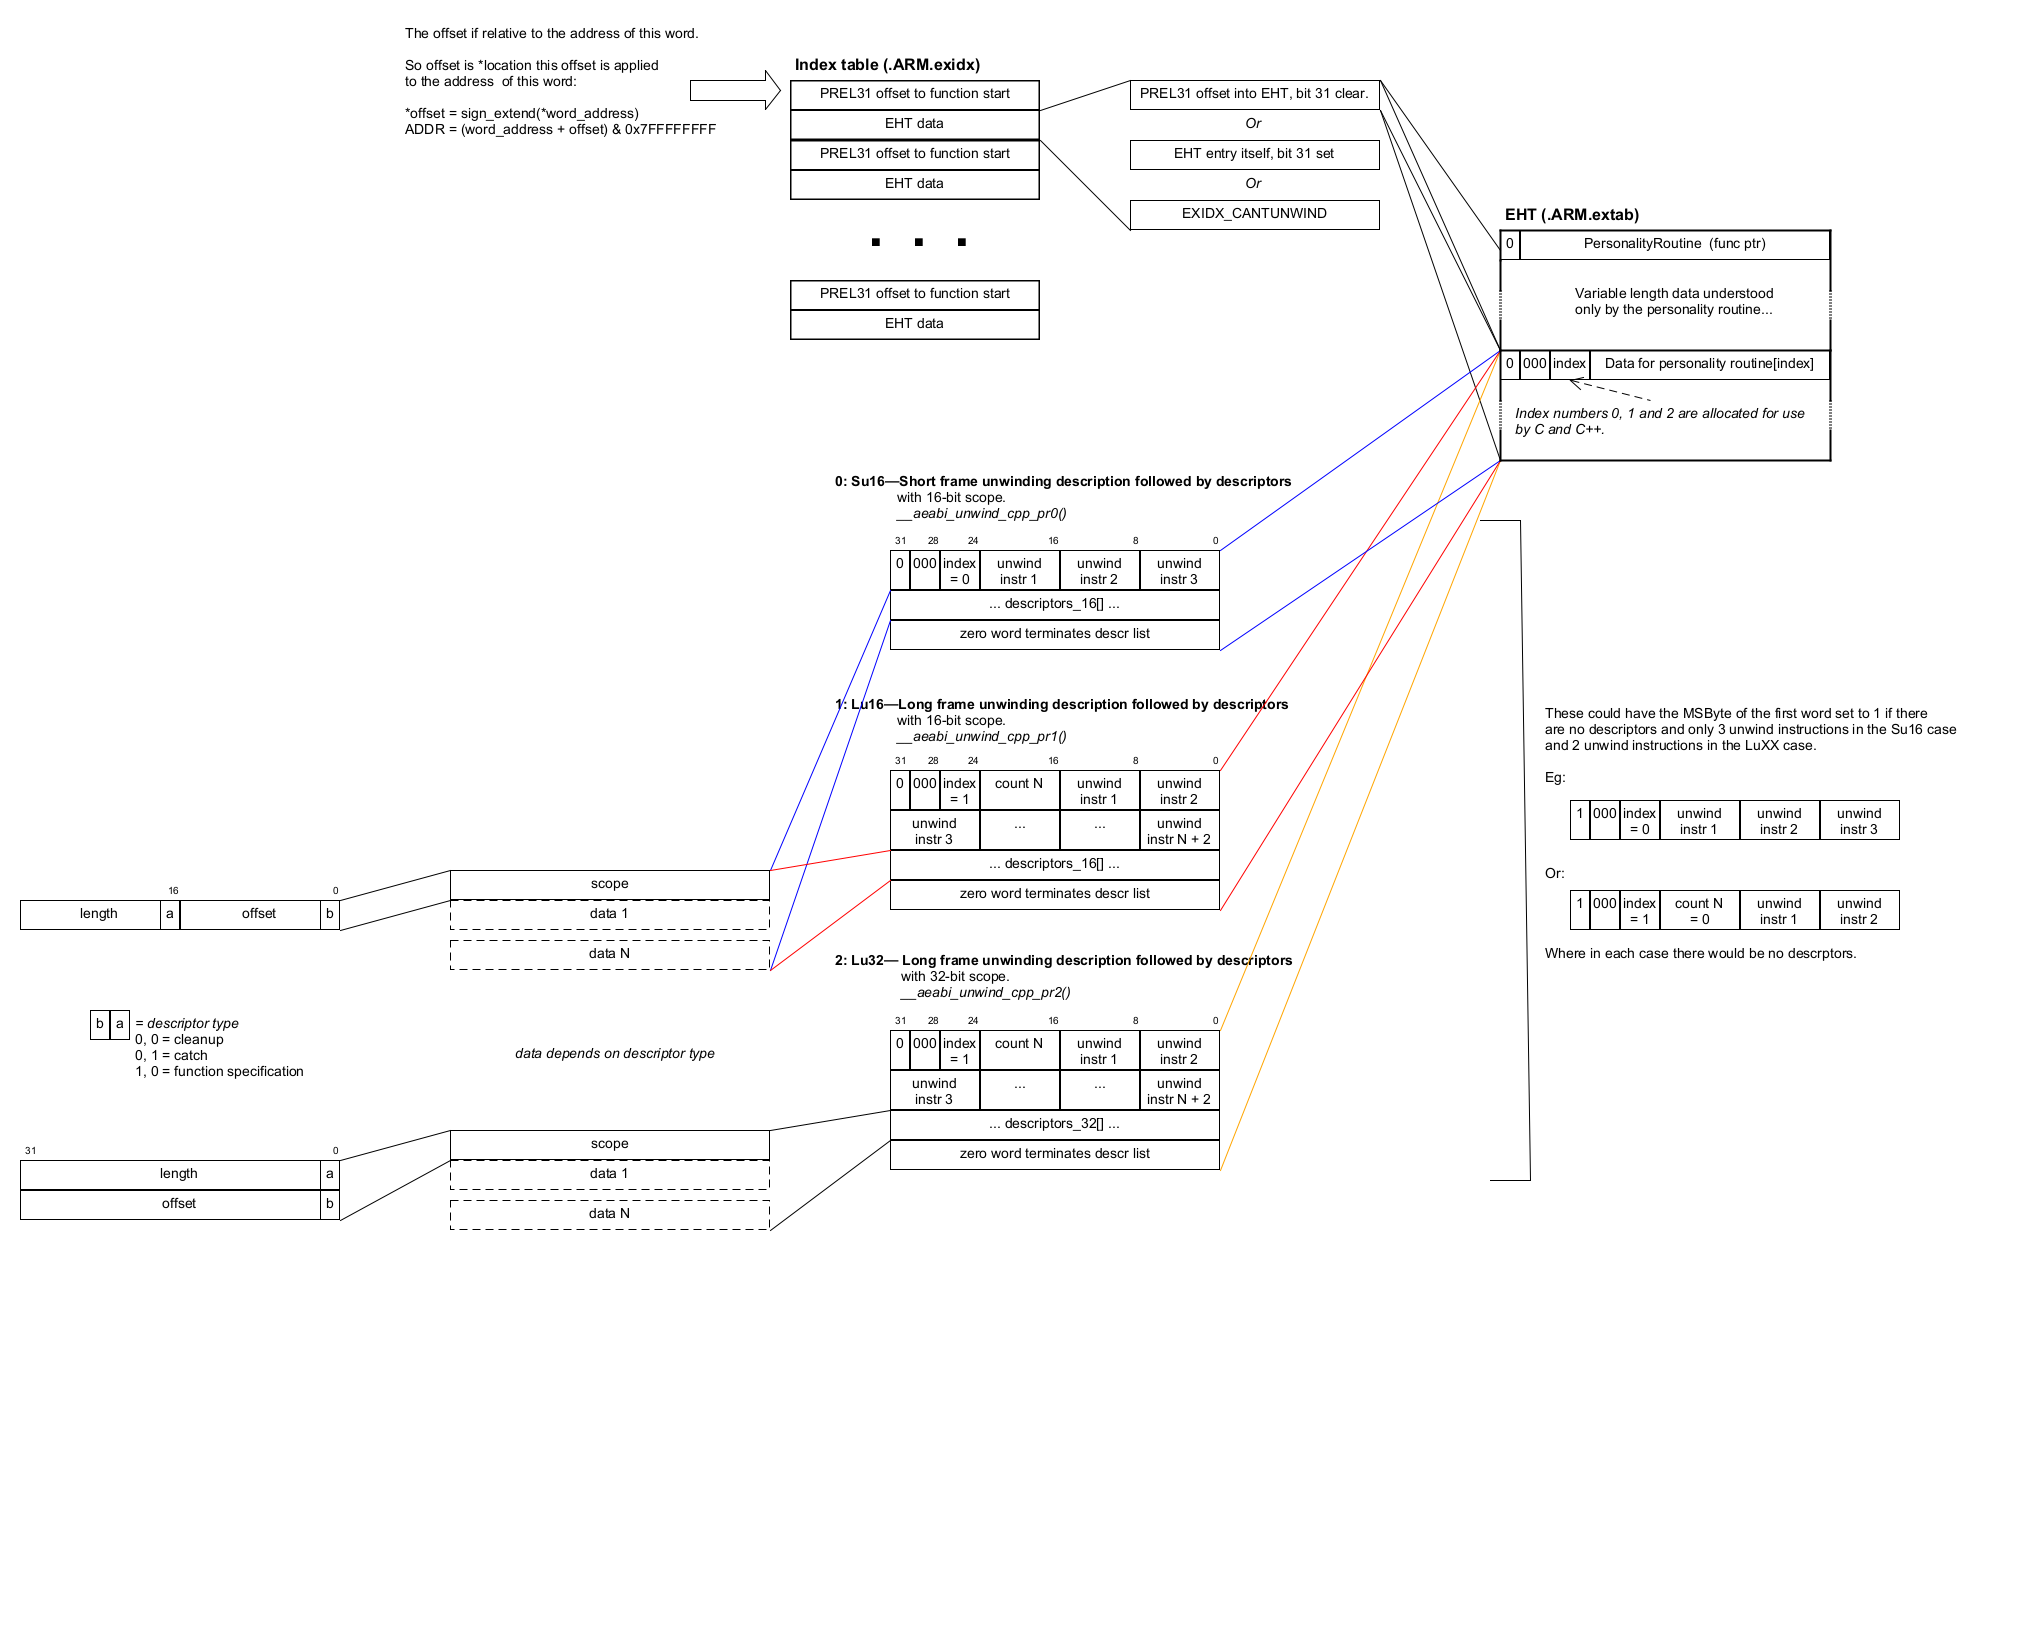 The offset if relative to the address of this word.
So offset is *location this offset is applied
to the address  of this word:
*offset = sign_extend(*word_address)
ADDR = (word_address + offset) & 0x7FFFFFFFF
Index table (.ARM.exidx)
PREL31 offset to function start
EHT data
PREL31 offset to function start
EHT data
PREL31 offset to function start
EHT data
PREL31 offset into EHT, bit 31 clear.
Or
EHT entry itself, bit 31 set
Or
EXIDX_CANTUNWIND
EHT (.ARM.extab)
0 PersonalityRoutine  (func ptr)
Variable length data understood
only by the personality routine...
0 000 index Data for personality routine[index]
Index numbers 0, 1 and 2 are allocated for use
by C and C++.
0: Su16—Short frame unwinding description followed by descriptors
with 16-bit scope.
__aeabi_unwind_cpp_pr0()
31 28 24 16 8 0
0 000 index unwind unwind unwind
= 0 instr 1 instr 2 instr 3
... descriptors_16[] ...
zero word terminates descr list
1: Lu16—Long frame unwinding description followed by descriptors
with 16-bit scope.
__aeabi_unwind_cpp_pr1()
31 28 24 16 8 0
0 000 index count N unwind unwind
= 1 instr 1 instr 2
unwind ... ... unwind
instr 3 instr N + 2
... descriptors_16[] ...
zero word terminates descr list
2: Lu32— Long frame unwinding description followed by descriptors
with 32-bit scope.
__aeabi_unwind_cpp_pr2()
31 28 24 16 8 0
0 000 index count N unwind unwind
= 1 instr 1 instr 2
unwind ... ... unwind
instr 3 instr N + 2
... descriptors_32[] ...
zero word terminates descr list
scope
data 1
data N
16 0
length a offset b
b a = descriptor type
0, 0 = cleanup
0, 1 = catch
1, 0 = function specification
data depends on descriptor type
scope
data 1
data N
31 0
length a
offset b
These could have the MSByte of the first word set to 1 if there
are no descriptors and only 3 unwind instructions in the Su16 case
and 2 unwind instructions in the LuXX case.
Eg:
1 000 index unwind unwind unwind
= 0 instr 1 instr 2 instr 3
Or:
1 000 index count N unwind unwind
= 1 = 0 instr 1 instr 2
Where in each case there would be no descrptors.